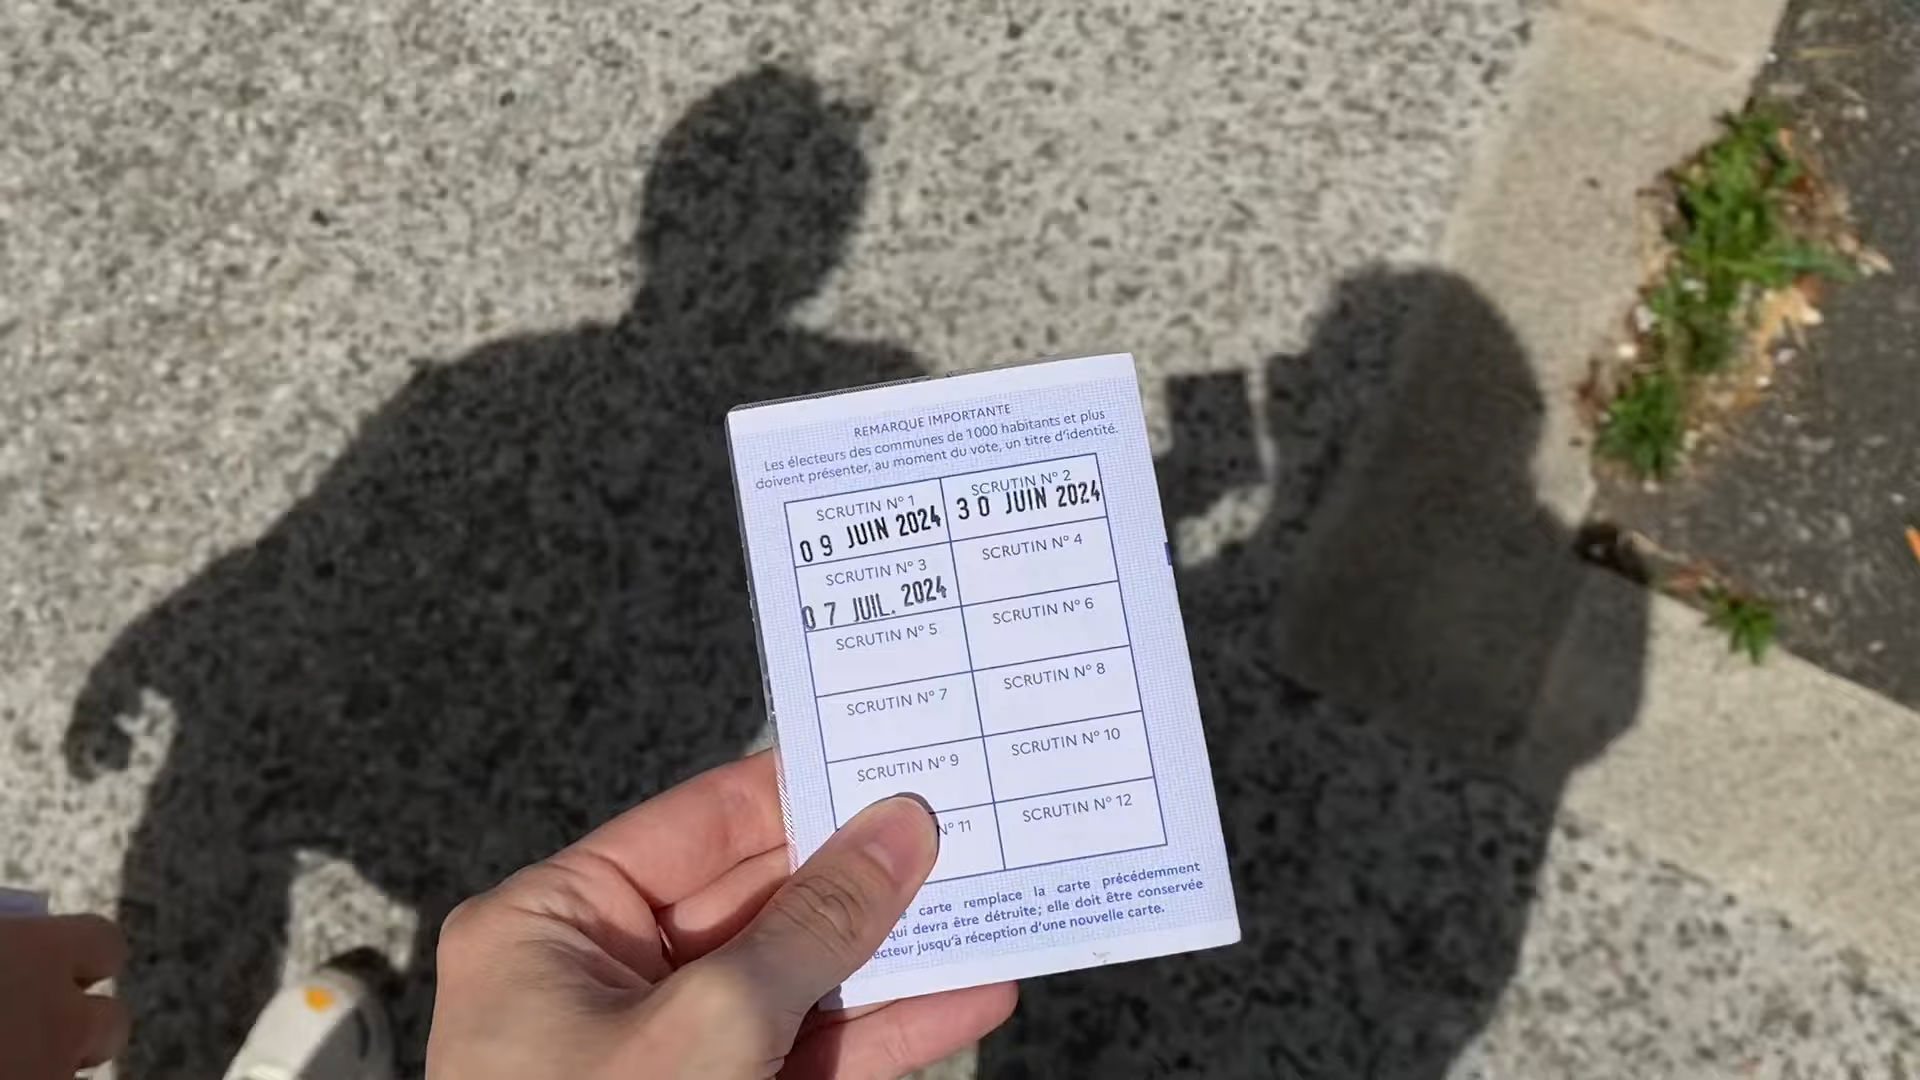 REMARQUE IMPORTANTE
Les électeurs des communes de 1000 habitants et plus
doivent présenter, au moment du vote, un titre d'identité.
SCRUTIN N° 1
09 JUIN 2024
SCRUTIN N° 2
30 JUIN 2024
SCRUTIN N° 3
07 JUIL. 2024
SCRUTIN N° 4
SCRUTIN N° 5
SCRUTIN N° 6
SCRUTIN N° 7
SCRUTIN N° 8
SCRUTIN N° 9
SCRUTIN N° 10
N° 11
SCRUTIN N° 12
carte remplace la carte précédemment
qui devra être détruite; elle doit être conservée
jusqu'à réception d'une nouvelle carte.